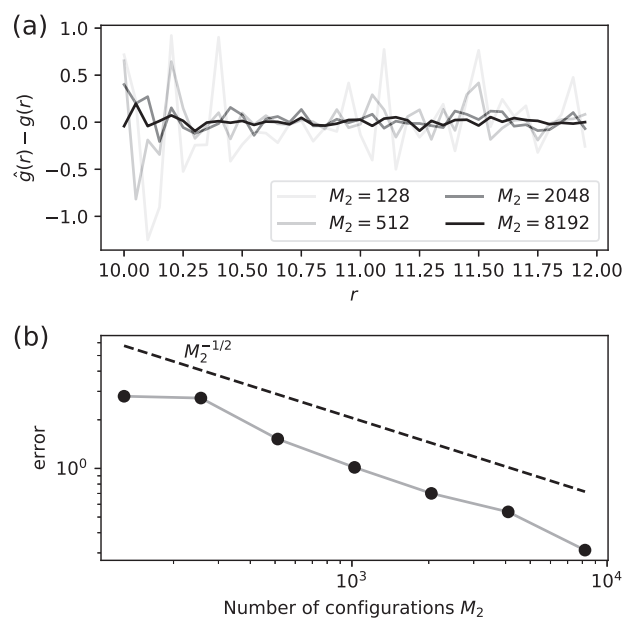 (a)
1.0
0.5
0.0
−0.5
−1.0
ĝ(r) − g(r)
M₂ = 128
M₂ = 512
M₂ = 2048
M₂ = 8192
10.00 10.25 10.50 10.75 11.00 11.25 11.50 11.75 12.00
r
(b)
M₂⁻¹/²
error
10⁰
10³ 10⁴
Number of configurations M₂